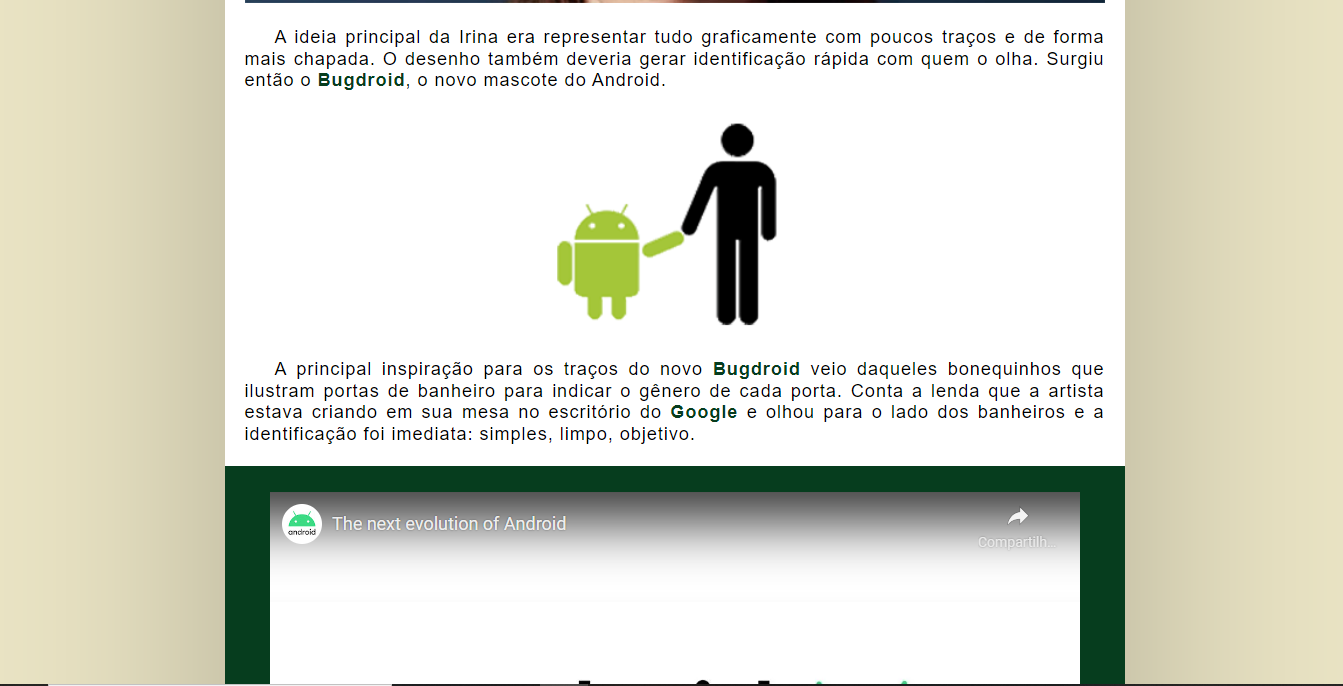 A ideia principal da Irina era representar tudo graficamente com poucos traços e de forma
mais chapada. O desenho também deveria gerar identificação rápida com quem o olha. Surgiu
então o Bugdroid, o novo mascote do Android.
A principal inspiração para os traços do novo Bugdroid veio daqueles bonequinhos que
ilustram portas de banheiro para indicar o gênero de cada porta. Conta a lenda que a artista
estava criando em sua mesa no escritório do Google e olhou para o lado dos banheiros e a
identificação foi imediata: simples, limpo, objetivo.
android
The next evolution of Android
Compartilh...